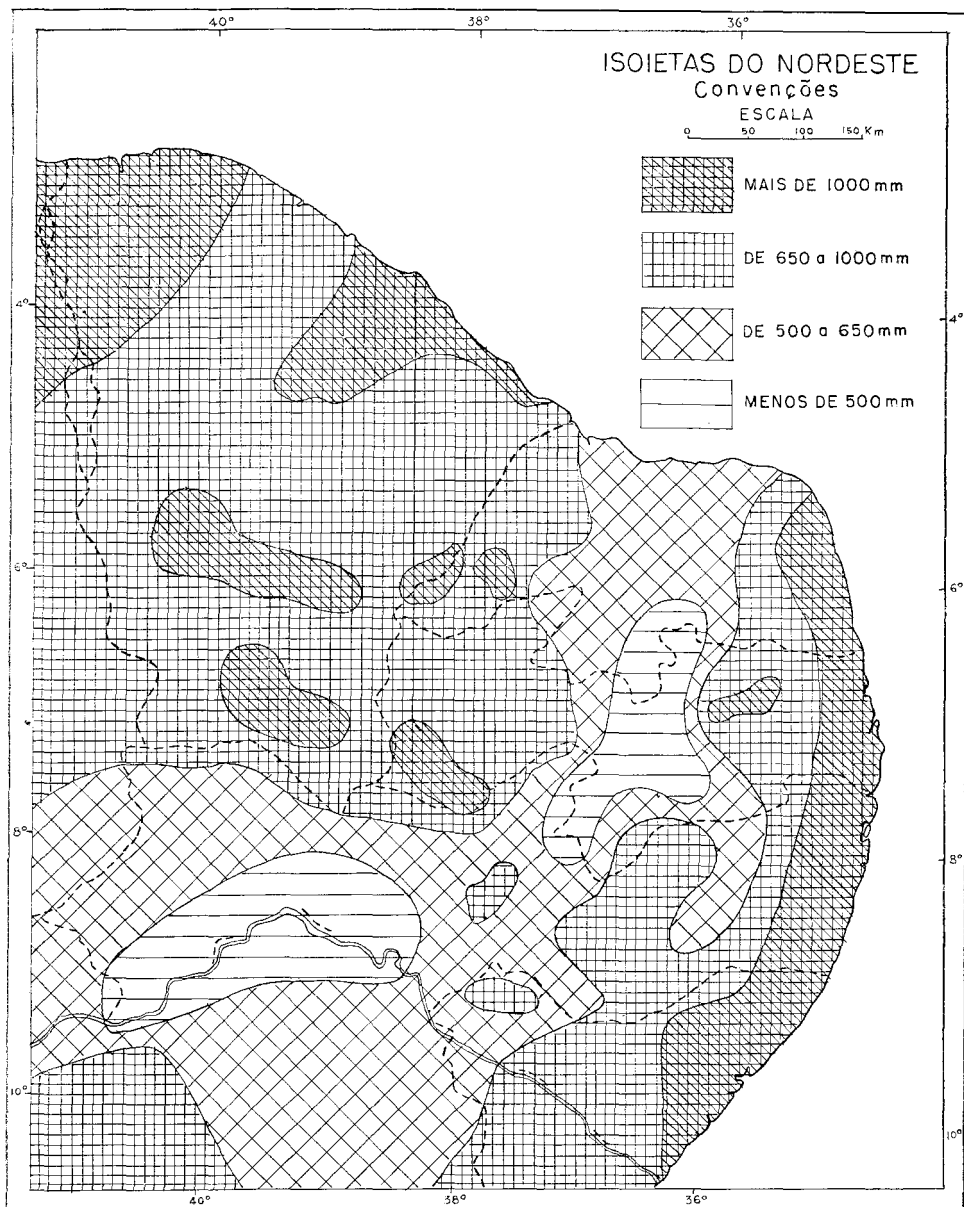 40° 38° 36°
ISOIETAS DO NORDESTE
Convenções
ESCALA
0 50 100 150 Km
MAIS DE 1000 mm
DE 650 a 1000 mm
DE 500 a 650 mm
MENOS DE 500 mm
4° 4°
6° 6°
8° 8°
10° 10°
40° 38° 36°